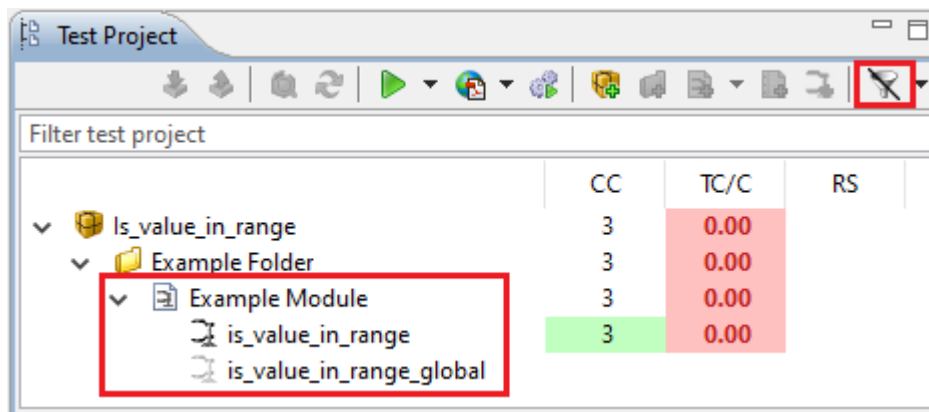 Test Project
Filter test project
CC TC/C RS
Is_value_in_range 3 0.00
Example Folder 3 0.00
Example Module 3 0.00
is_value_in_range 3 0.00
is_value_in_range_global